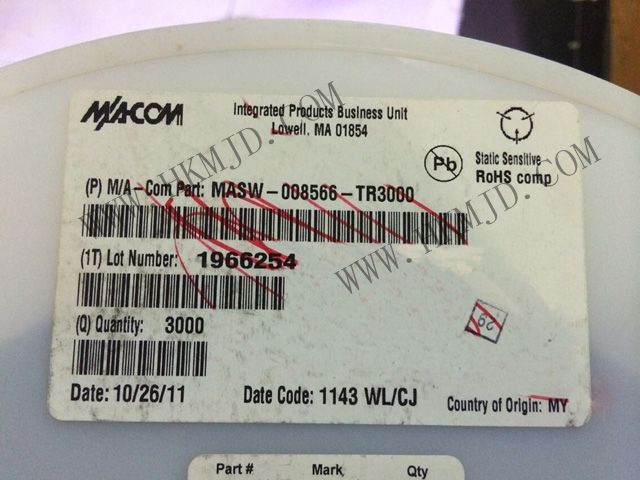 M/ACOM
Integrated Products Business Unit
Lowell, MA 01854
Pb
Static Sensitive
RoHS comp
(P) M/A-Com Part: MASW-008566-TR3000
(1T) Lot Number: 1966254
(Q) Quantity: 3000
29
Date: 10/26/11
Date Code: 1143 WL/CJ
Country of Origin: MY
Part # Mark Qty
WWW.HKMJD.COM
WWW.HKMJD.COM